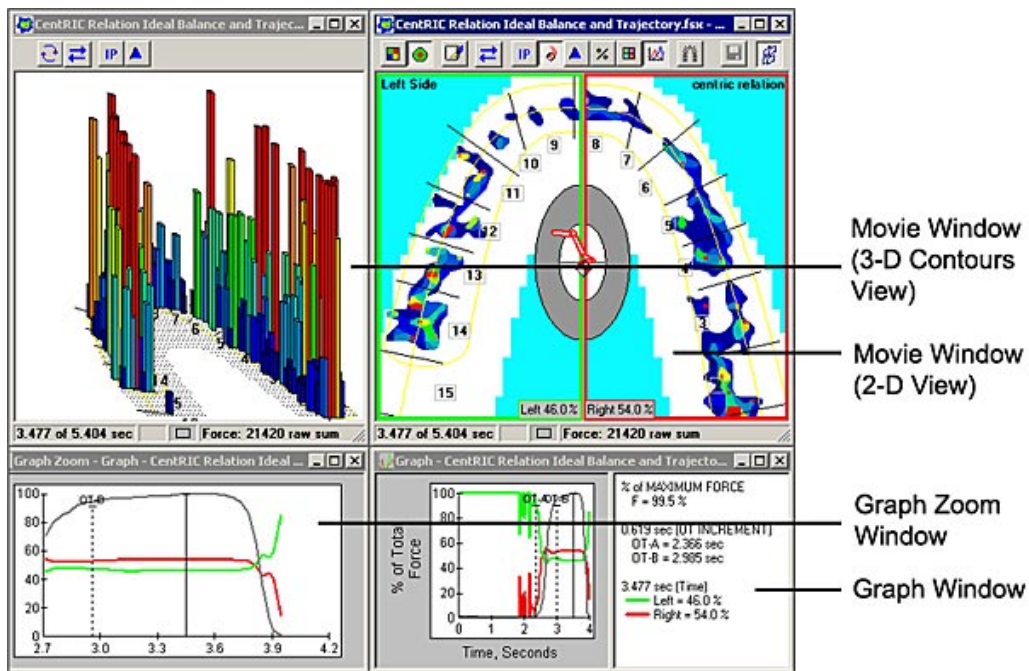 CentRIC Relation Ideal Balance and Trajec...
IP
3.477 of 5.404 sec
Force: 21420 raw sum
7
6
5
4
14
CentRIC Relation Ideal Balance and Trajectory.fsx - ...
IP
%
Left Side
centric relation
9
8
10
7
11
6
12
5
13
4
14
3
15
Left 46.0 %
Right 54.0 %
3.477 of 5.404 sec
Force: 21420 raw sum
Movie Window
(3-D Contours
View)
Movie Window
(2-D View)
Graph Zoom - Graph - CentRIC Relation Ideal ...
100
80
60
40
20
0
OT-B
2.7
3.0
3.3
3.6
3.9
4.2
Graph - CentRIC Relation Ideal Balance and Trajecto...
% of Total
Force
100
80
60
40
20
0
OT-A
OT-B
0
1
2
3
4
Time, Seconds
% of MAXIMUM FORCE
F = 99.5 %
0.619 sec (OT INCREMENT)
OT-A = 2.366 sec
OT-B = 2.985 sec
3.477 sec (Time)
Left = 46.0 %
Right = 54.0 %
Graph Zoom
Window
Graph Window